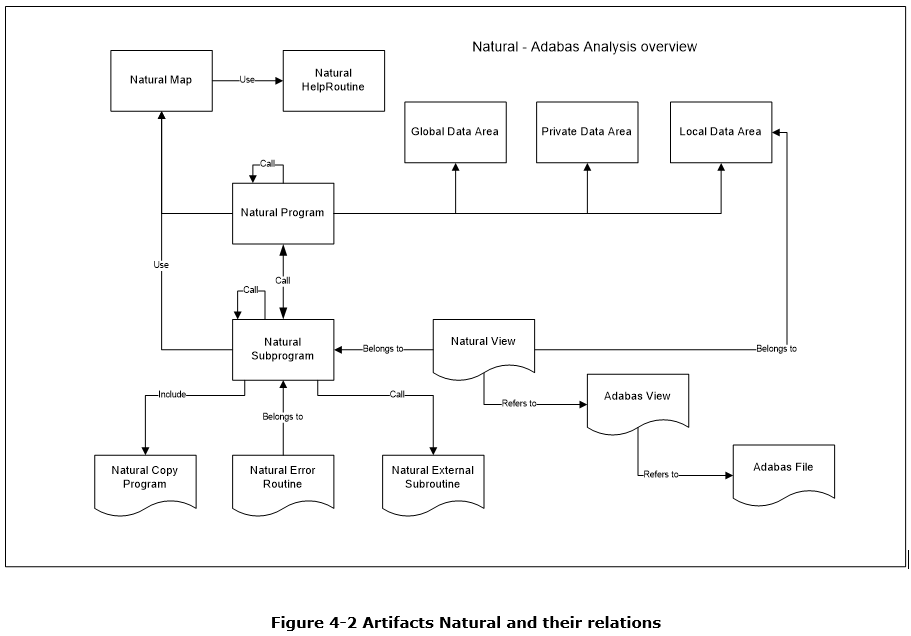 Natural - Adabas Analysis overview
Natural Map
Use
Natural
HelpRoutine
Global Data Area
Private Data Area
Local Data Area
Call
Natural Program
Use
Call
Call
Natural
Subprogram
Belongs to
Natural View
Belongs to
Include
Belongs to
Call
Refers to
Adabas View
Natural Copy
Program
Natural Error
Routine
Natural External
Subroutine
Refers to
Adabas File
Figure 4-2 Artifacts Natural and their relations